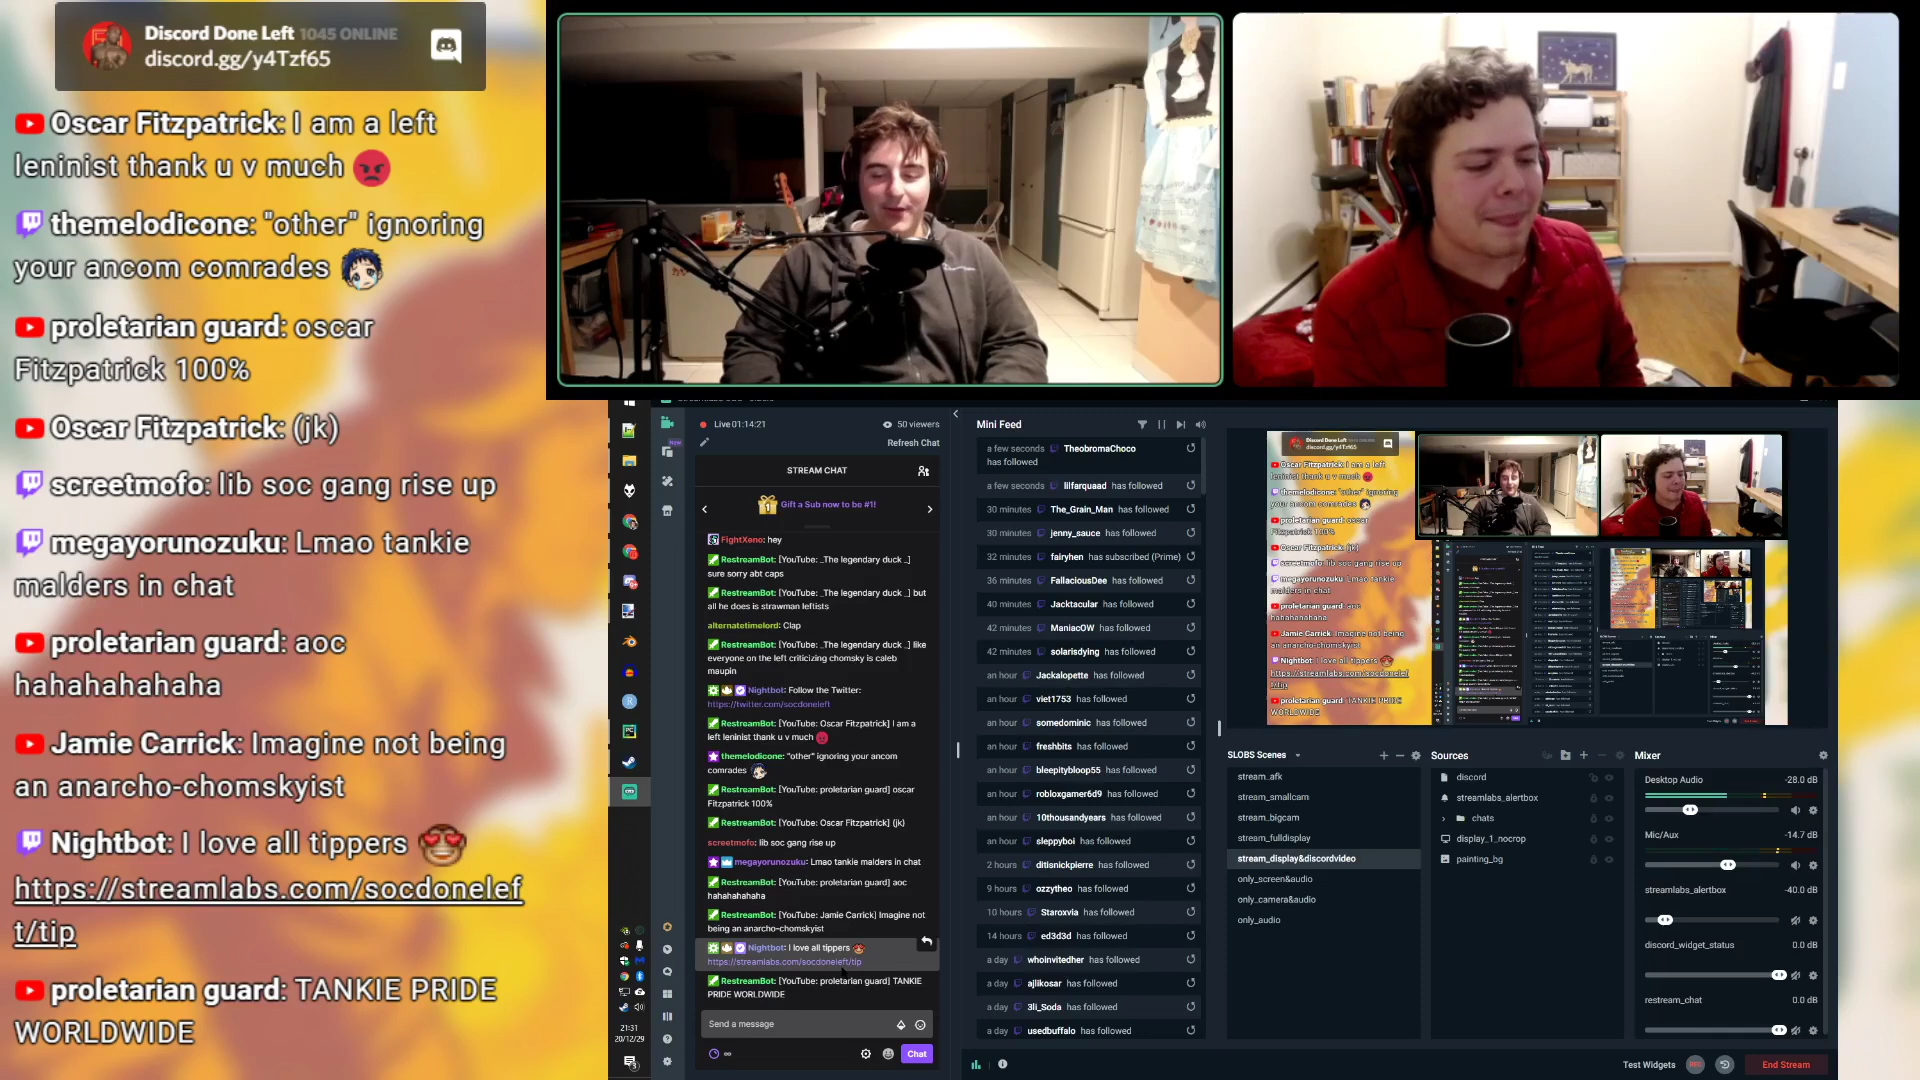 Discord Done Left 1045 ONLINE
discord.gg/y4Tzf65
Oscar Fitzpatrick: I am a left
leninist thank u v much
themelodicone: "other" ignoring
your ancom comrades
proletarian guard: oscar
Fitzpatrick 100%
Oscar Fitzpatrick: (jk)
screetmofo: lib soc gang rise up
megayorunozuku: Lmao tankie
malders in chat
proletarian guard: aoc
hahahahahaha
Jamie Carrick: Imagine not being
an anarcho-chomskyist
Nightbot: I love all tippers
https://streamlabs.com/socdonelef
t/tip
proletarian guard: TANKIE PRIDE
WORLDWIDE
21:31
20/12/29
Live 01:14:21
50 viewers
New
Refresh Chat
STREAM CHAT
Gift a Sub now to be #1!
FightXeno: hey
RestreamBot: [YouTube: _The legendary duck _]
sure sorry abt caps
RestreamBot: [YouTube: _The legendary duck _] but
all he does is strawman leftists
alternatetimelord: Clap
RestreamBot: [YouTube: _The legendary duck _] like
everyone on the left criticizing chomsky is caleb
maupin
Nightbot: Follow the Twitter:
https://twitter.com/socdoneleft
RestreamBot: [YouTube: Oscar Fitzpatrick] I am a
left leninist thank u v much
themelodicone: "other" ignoring your ancom
comrades
RestreamBot: [YouTube: proletarian guard] oscar
Fitzpatrick 100%
RestreamBot: [YouTube: Oscar Fitzpatrick] (jk)
screetmofo: lib soc gang rise up
megayorunozuku: Lmao tankie malders in chat
RestreamBot: [YouTube: proletarian guard] aoc
hahahahahaha
RestreamBot: [YouTube: Jamie Carrick] Imagine not
being an anarcho-chomskyist
Nightbot: I love all tippers
https://streamlabs.com/socdoneleft/tip
RestreamBot: [YouTube: proletarian guard] TANKIE
PRIDE WORLDWIDE
Send a message
Chat
Mini Feed
a few seconds TheobromaChoco
has followed
a few seconds lilfarquaad has followed
30 minutes The_Grain_Man has followed
30 minutes jenny_sauce has followed
32 minutes fairyhen has subscribed (Prime)
36 minutes FallaciousDee has followed
40 minutes Jacktacular has followed
42 minutes ManiacOW has followed
42 minutes solarisdying has followed
an hour Jackalopette has followed
an hour viet1753 has followed
an hour somedominic has followed
an hour freshbits has followed
an hour bleepitybloop55 has followed
an hour robloxgamer6d9 has followed
an hour 10thousandyears has followed
an hour sleppyboi has followed
2 hours ditisnickpierre has followed
9 hours ozzytheo has followed
10 hours Staroxvia has followed
14 hours ed3d3d has followed
a day whoinvitedher has followed
a day ajlikosar has followed
a day 3li_Soda has followed
a day usedbuffalo has followed
SLOBS Scenes
stream_afk
stream_smallcam
stream_bigcam
stream_fulldisplay
stream_display&discordvideo
only_screen&audio
only_camera&audio
only_audio
Sources
discord
streamlabs_alertbox
chats
display_1_nocrop
painting_bg
Mixer
Desktop Audio -28.0 dB
Mic/Aux -14.7 dB
streamlabs_alertbox -40.0 dB
discord_widget_status 0.0 dB
restream_chat 0.0 dB
Test Widgets
REC
End Stream